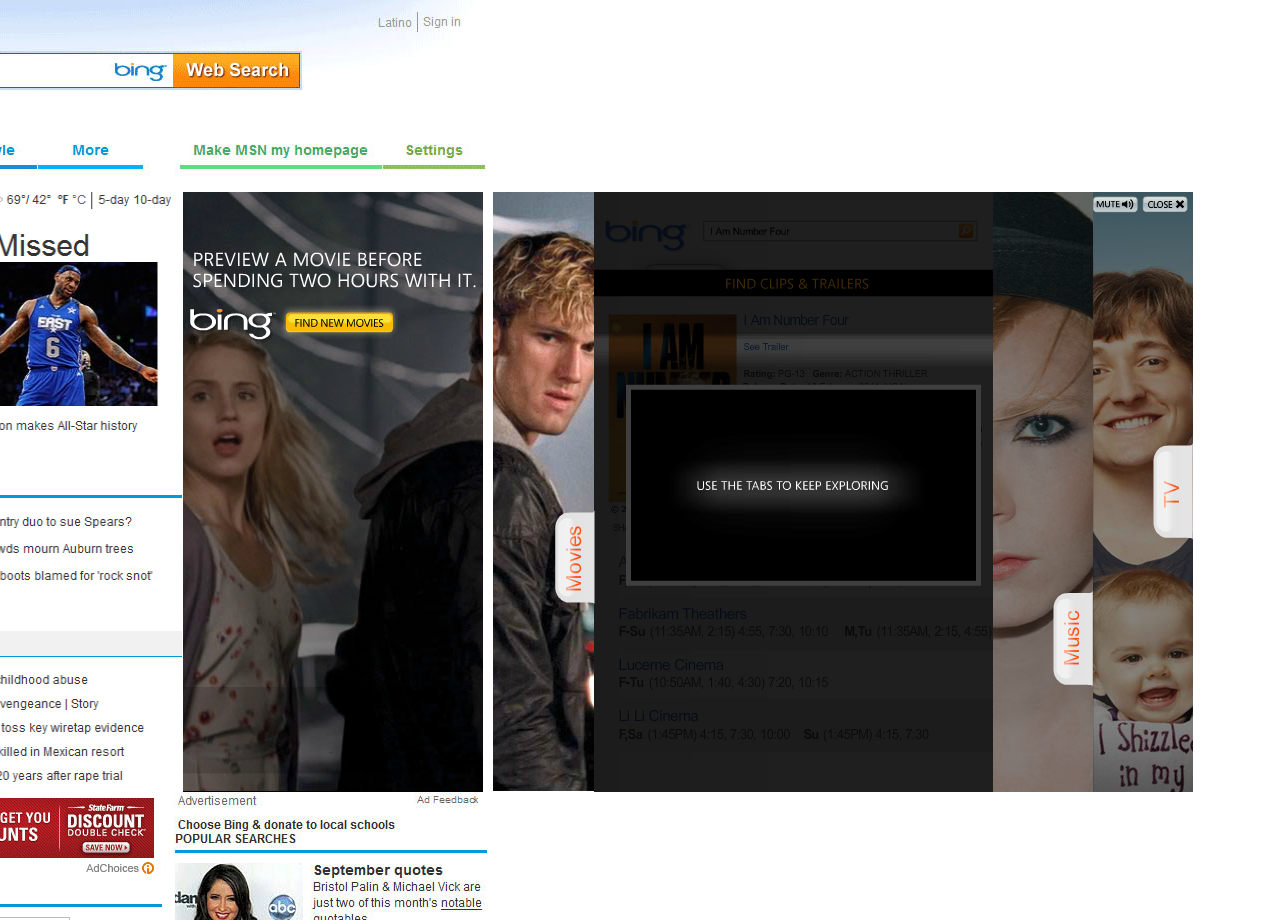 Latino
Sign in
bing
Web Search
More
Make MSN my homepage
Settings
69°/ 42° °F °C
5-day 10-day
Missed
EAST
6
on makes All-Star history
ntry duo to sue Spears?
wds mourn Auburn trees
boots blamed for 'rock snot'
childhood abuse
vengeance | Story
toss key wiretap evidence
killed in Mexican resort
20 years after rape trial
GET YOU
UNTS
StateFarm
DISCOUNT
DOUBLE CHECK
SAVE NOW
AdChoices
PREVIEW A MOVIE BEFORE
SPENDING TWO HOURS WITH IT.
bing
FIND NEW MOVIES
Advertisement
Ad Feedback
Choose Bing & donate to local schools
POPULAR SEARCHES
September quotes
Bristol Palin & Michael Vick are
just two of this month's notable
quotables
abc
Movies
bing
I Am Number Four
FIND CLIPS & TRAILERS
I Am Number Four
See Trailer
Rating: PG-13 Genre: ACTION THRILLER
I AM
NUMBER
USE THE TABS TO KEEP EXPLORING
Fabrikam Theathers
F-Su (11:35AM, 2:15) 4:55, 7:30, 10:10 M,Tu (11:35AM, 2:15, 4:55)
Lucerne Cinema
F-Tu (10:50AM, 1:40, 4:30) 7:20, 10:15
Li Li Cinema
F,Sa (1:45PM) 4:15, 7:30, 10:00 Su (1:45PM) 4:15, 7:30
Music
MUTE
CLOSE X
TV
I Shizzle
in my